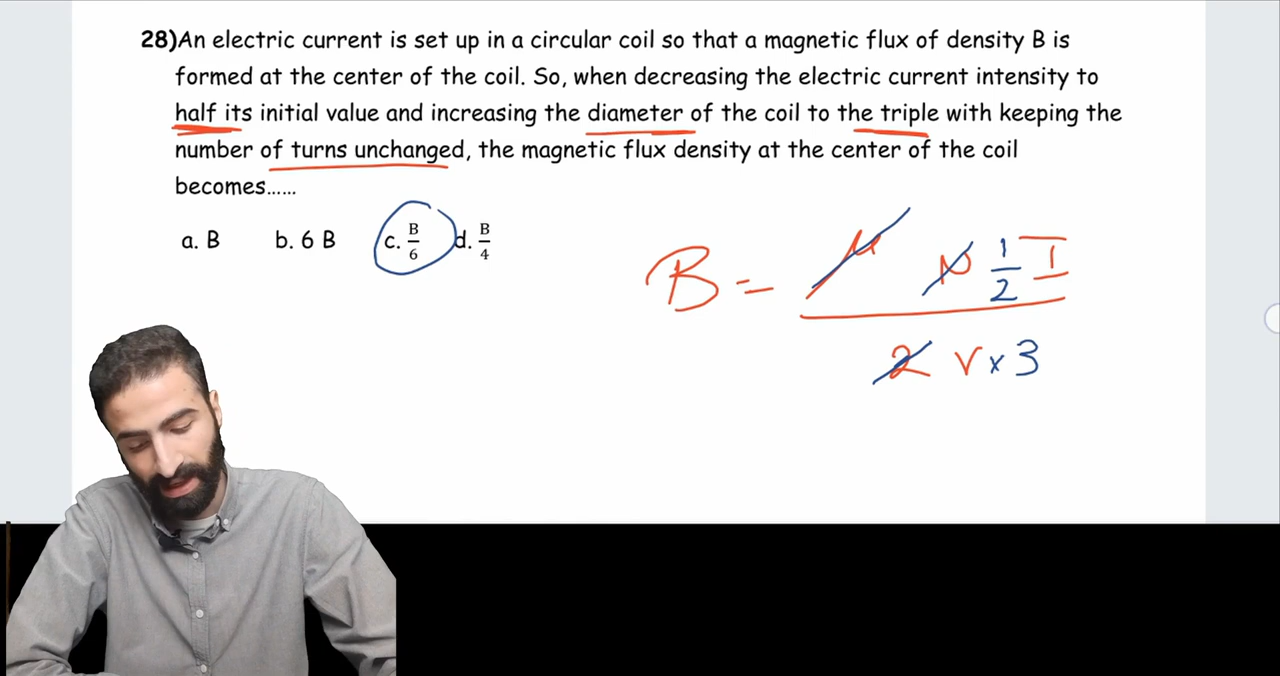 28)An electric current is set up in a circular coil so that a magnetic flux of density B is
formed at the center of the coil. So, when decreasing the electric current intensity to
half its initial value and increasing the diameter of the coil to the triple with keeping the
number of turns unchanged, the magnetic flux density at the center of the coil
becomes......
a. B b. 6 B c. B/6 d. B/4
B = μ N 1/2 I
2 r × 3